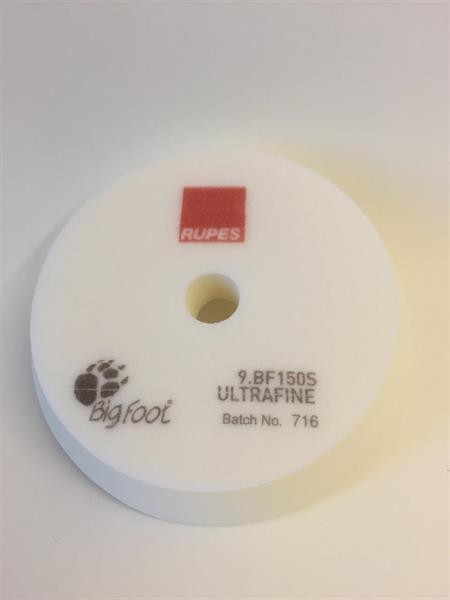 RUPES
BigFoot
9.BF150S
ULTRAFINE
Batch No. 716